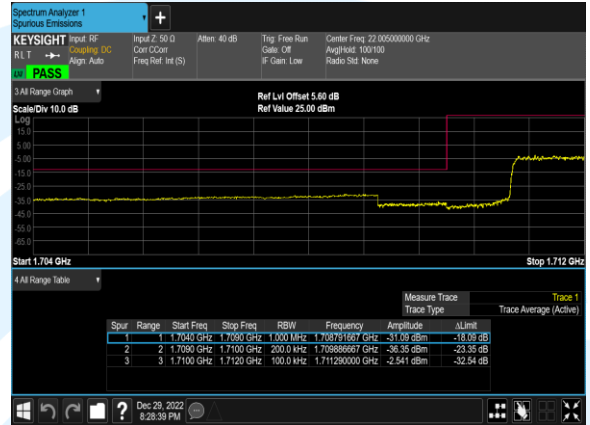 Spectrum Analyzer 1
Spurious Emissions
+
KEYSIGHT Input: RF Input Z: 50 Ω Atten: 40 dB Trig: Free Run Center Freq: 22.005000000 GHz
RLT Coupling: DC Corr CCorr Gate: Off Avg|Hold: 100/100
Align: Auto Freq Ref: Int (S) IF Gain: Low Radio Std: None
PASS
3 All Range Graph
Ref Lvl Offset 5.60 dB
Scale/Div 10.0 dB Ref Value 25.00 dBm
Log
15.0
5.00
-5.00
-15.0
-25.0
-35.0
-45.0
-55.0
-65.0
Start 1.704 GHz Stop 1.712 GHz
4 All Range Table
Measure Trace Trace 1
Trace Type Trace Average (Active)
Spur Range Start Freq Stop Freq RBW Frequency Amplitude ΔLimit
1 1 1.7040 GHz 1.7090 GHz 1.000 MHz 1.708791667 GHz -31.09 dBm -18.09 dB
2 2 1.7090 GHz 1.7100 GHz 200.0 kHz 1.709886667 GHz -36.35 dBm -23.35 dB
3 3 1.7100 GHz 1.7120 GHz 100.0 kHz 1.711290000 GHz -2.541 dBm -32.54 dB
? Dec 29, 2022
8:28:39 PM